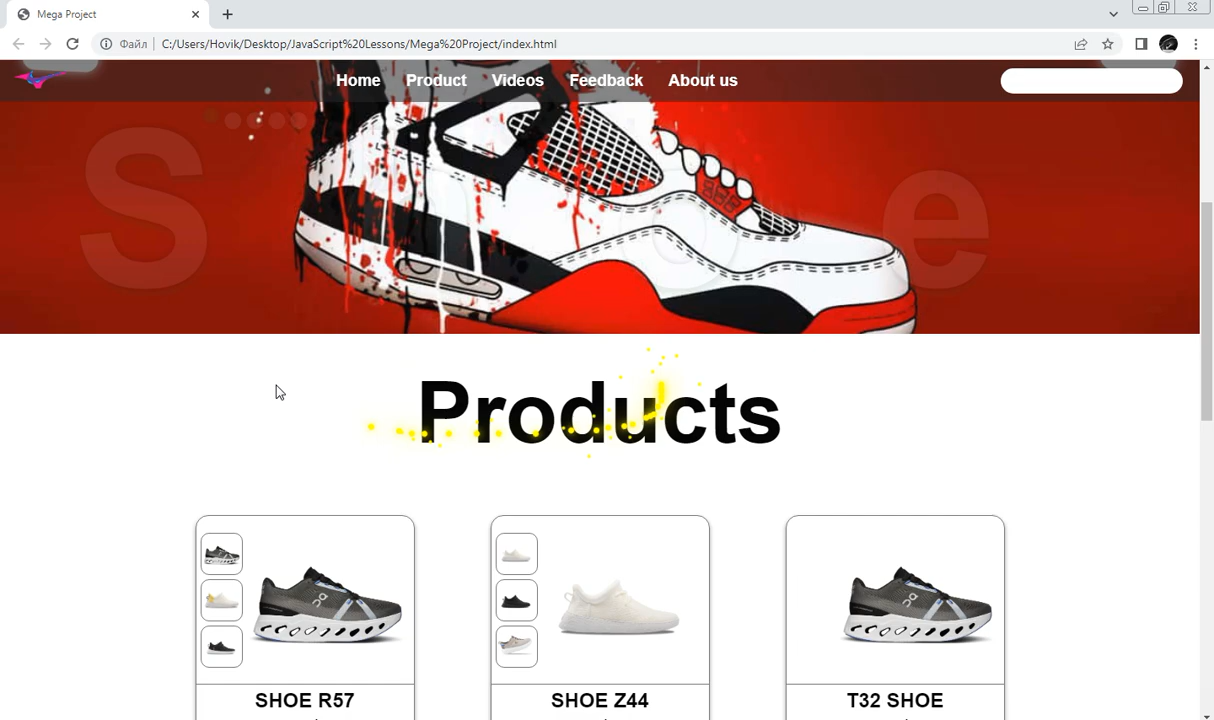 Mega Project
Файл
C:/Users/Hovik/Desktop/JavaScript%20Lessons/Mega%20Project/index.html
Home
Product
Videos
Feedback
About us
S
o
e
Products
SHOE R57
SHOE Z44
T32 SHOE